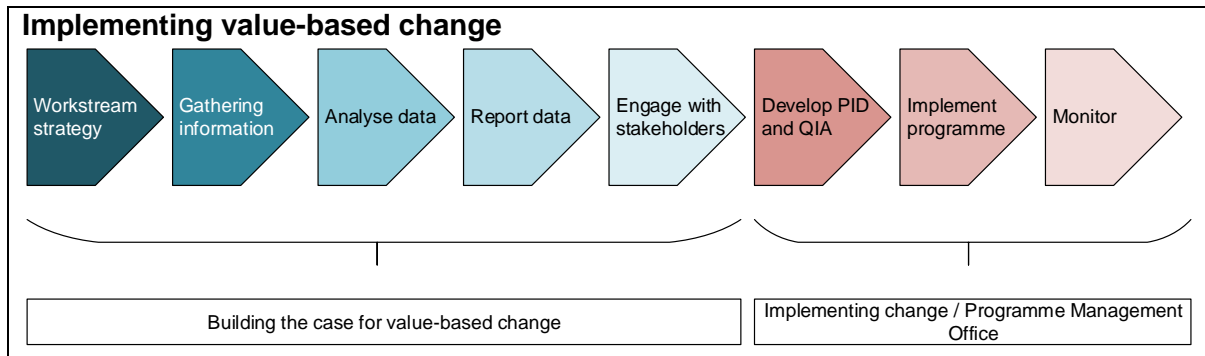 Implementing value-based change
Workstream
strategy
Gathering
information
Analyse data
Report data
Engage with
stakeholders
Develop PID
and QIA
Implement
programme
Monitor
Building the case for value-based change
Implementing change / Programme Management
Office